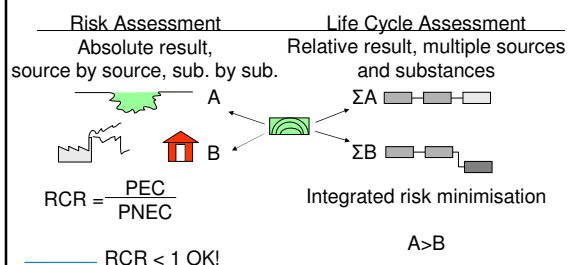 Risk Assessment
Absolute result,
source by source, sub. by sub.
A
B
RCR = PEC
PNEC
RCR < 1 OK!
Life Cycle Assessment
Relative result, multiple sources
and substances
ΣA
ΣB
Integrated risk minimisation
A>B